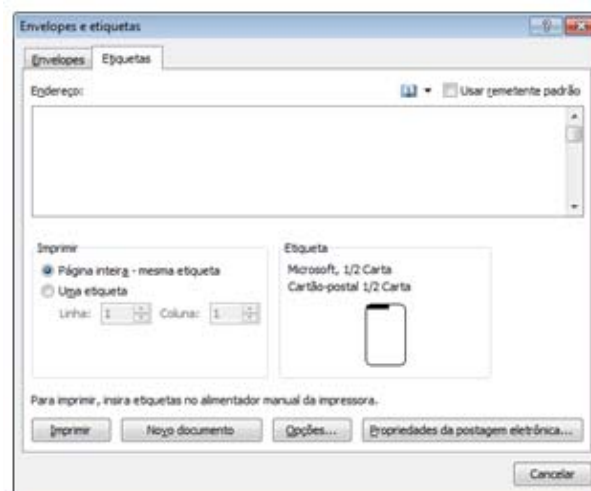 Envelopes e etiquetas
Envelopes Etiquetas
Endereço: Usar remetente padrão
Imprimir
Página inteira - mesma etiqueta
Uma etiqueta
Linha: 1 Coluna: 1
Etiqueta
Microsoft, 1/2 Carta
Cartão-postal 1/2 Carta
Para imprimir, insira etiquetas no alimentador manual da impressora.
Imprimir Novo documento Opções... Propriedades da postagem eletrônica...
Cancelar